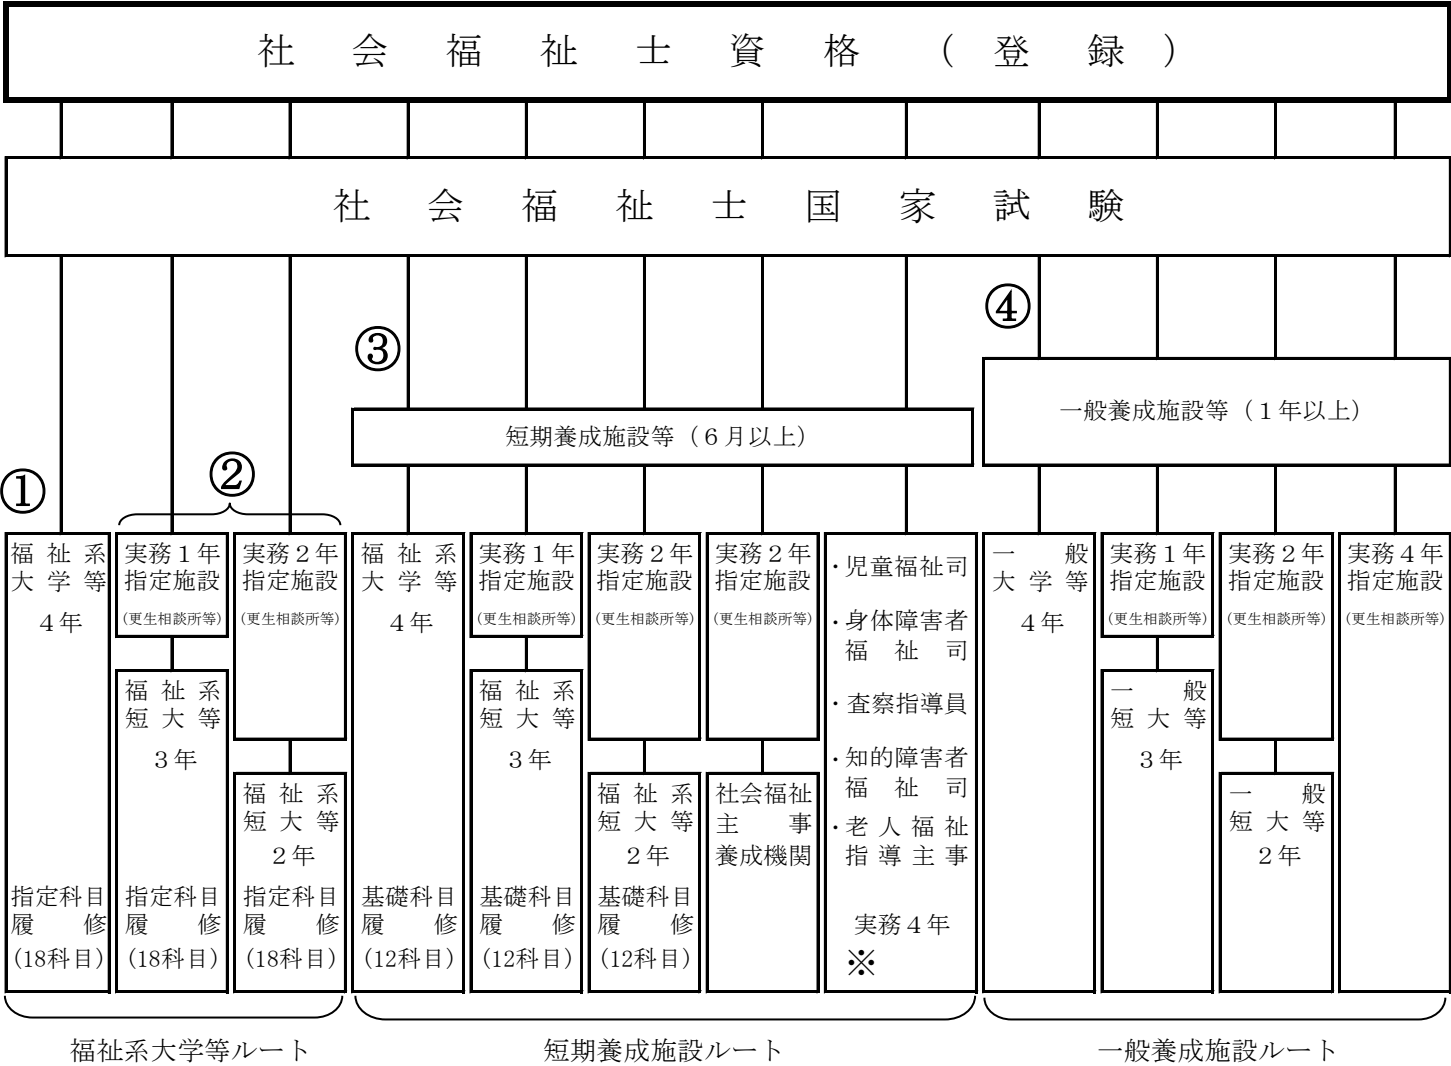 社会福祉士資格（登録）
社会福祉士国家試験
④
③
一般養成施設等（１年以上）
短期養成施設等（６月以上）
②
①
福祉系
大学等
４年
指定科目
履修
(18科目)
実務１年
指定施設
(更生相談所等)
福祉系
短大等
３年
指定科目
履修
(18科目)
実務２年
指定施設
(更生相談所等)
福祉系
短大等
２年
指定科目
履修
(18科目)
福祉系
大学等
４年
基礎科目
履修
(12科目)
実務１年
指定施設
(更生相談所等)
福祉系
短大等
３年
基礎科目
履修
(12科目)
実務２年
指定施設
(更生相談所等)
福祉系
短大等
２年
基礎科目
履修
(12科目)
実務２年
指定施設
(更生相談所等)
社会福祉
主事
養成機関
・児童福祉司
・身体障害者
福祉司
・査察指導員
・知的障害者
福祉司
・老人福祉
指導主事
実務４年
※
一般
大学等
４年
実務１年
指定施設
(更生相談所等)
一般
短大等
３年
実務２年
指定施設
(更生相談所等)
一般
短大等
２年
実務４年
指定施設
(更生相談所等)
福祉系大学等ルート
短期養成施設ルート
一般養成施設ルート